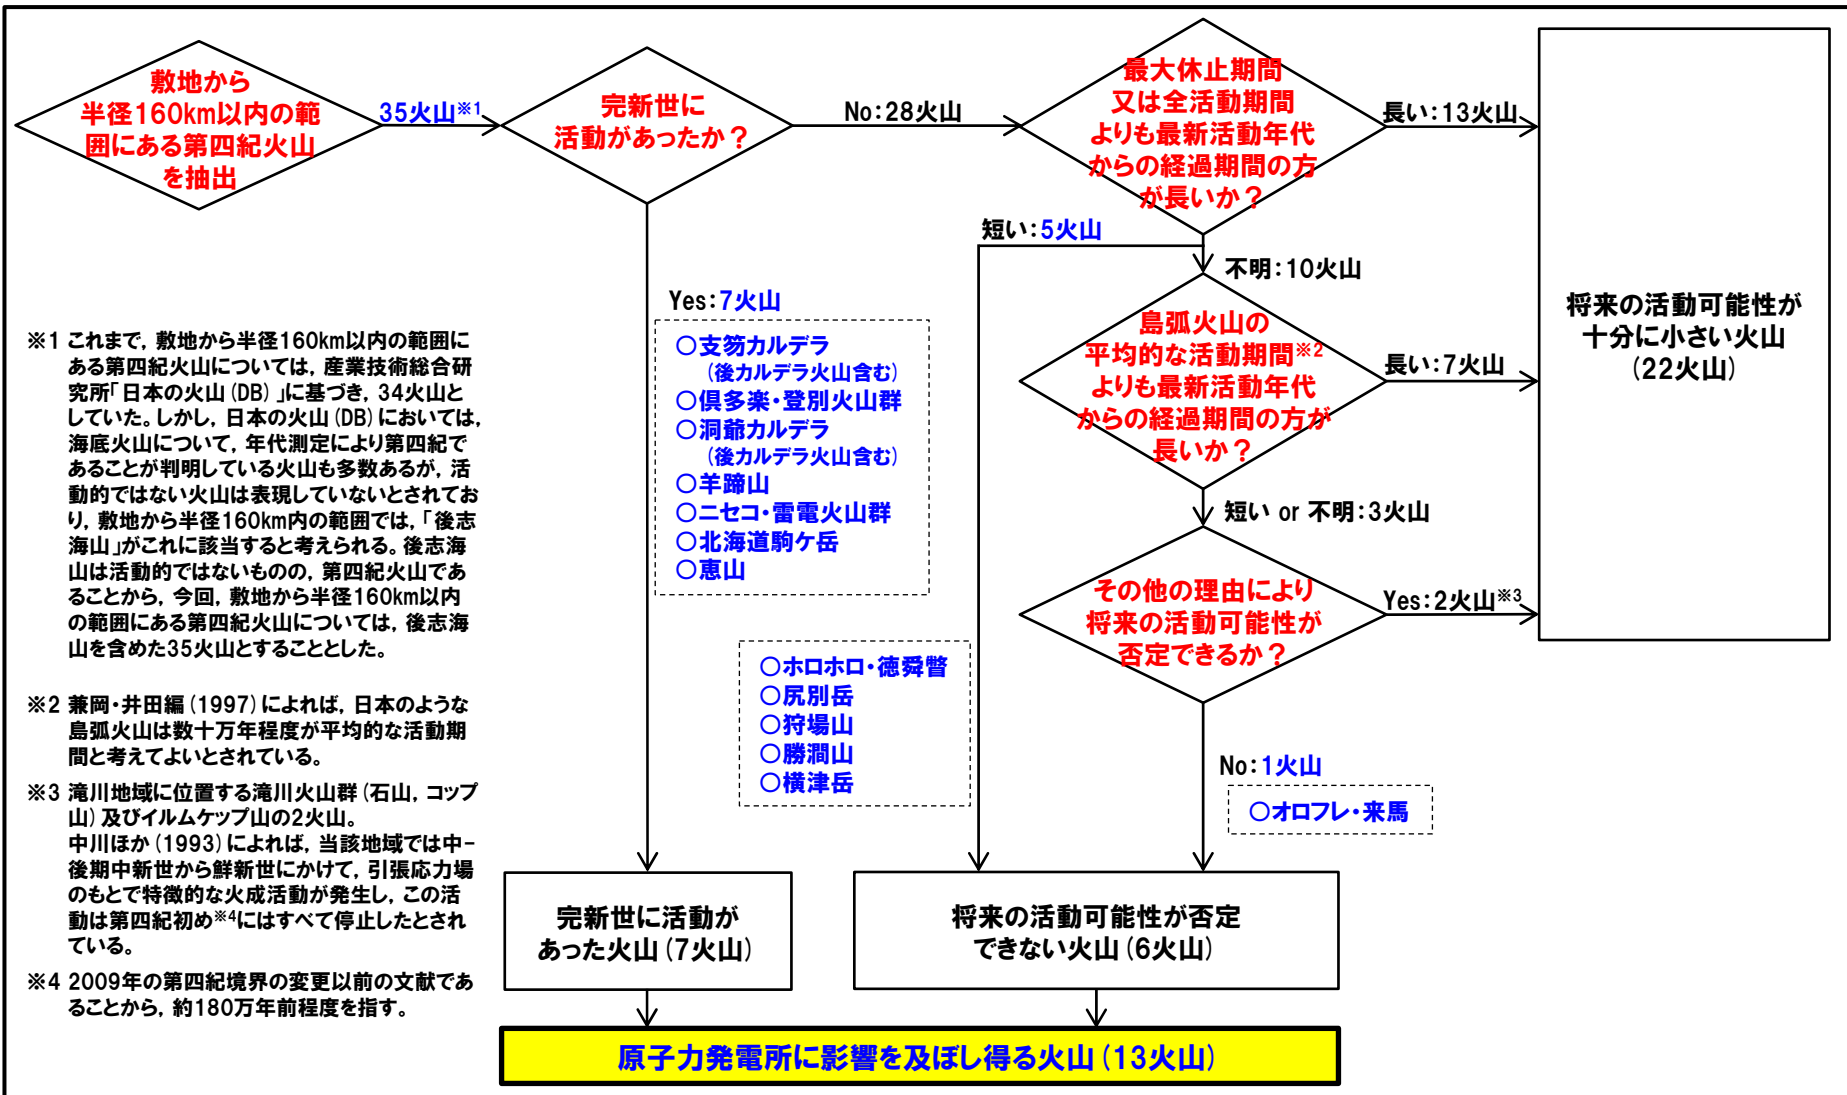 敷地から
半径160km以内の範
囲にある第四紀火山
を抽出
35火山※1
完新世に
活動があったか？
No：28火山
最大休止期間
又は全活動期間
よりも最新活動年代
からの経過期間の方
が長いか？
長い：13火山
短い：5火山
不明：10火山
島弧火山の
平均的な活動期間※2
よりも最新活動年代
からの経過期間の方が
長いか？
長い：7火山
将来の活動可能性が
十分に小さい火山
（22火山）
短い or 不明：3火山
その他の理由により
将来の活動可能性が
否定できるか？
Yes：2火山※3
No：1火山
○オロフレ・来馬
Yes：7火山
○支笏カルデラ
（後カルデラ火山含む）
○倶多楽・登別火山群
○洞爺カルデラ
（後カルデラ火山含む）
○羊蹄山
○ニセコ・雷電火山群
○北海道駒ケ岳
○恵山
○ホロホロ・徳舜瞥
○尻別岳
○狩場山
○勝澗山
○横津岳
※1 これまで，敷地から半径160km以内の範囲に
ある第四紀火山については，産業技術総合研
究所「日本の火山（DB）」に基づき，34火山と
していた。しかし，日本の火山（DB）においては，
海底火山について，年代測定により第四紀で
あることが判明している火山も多数あるが，活
動的ではない火山は表現していないとされてお
り，敷地から半径160km内の範囲では，「後志
海山」がこれに該当すると考えられる。後志海
山は活動的ではないものの，第四紀火山であ
ることから，今回，敷地から半径160km以内
の範囲にある第四紀火山については，後志海
山を含めた35火山とすることとした。
※2 兼岡・井田編（1997）によれば，日本のような
島弧火山は数十万年程度が平均的な活動期
間と考えてよいとされている。
※3 滝川地域に位置する滝川火山群（石山，コップ
山）及びイルムケップ山の2火山。
中川ほか（1993）によれば，当該地域では中－
後期中新世から鮮新世にかけて，引張応力場
のもとで特徴的な火成活動が発生し，この活
動は第四紀初め※4にはすべて停止したとされ
ている。
※4 2009年の第四紀境界の変更以前の文献であ
ることから，約180万年前程度を指す。
完新世に活動が
あった火山（7火山）
将来の活動可能性が否定
できない火山（6火山）
原子力発電所に影響を及ぼし得る火山（13火山）